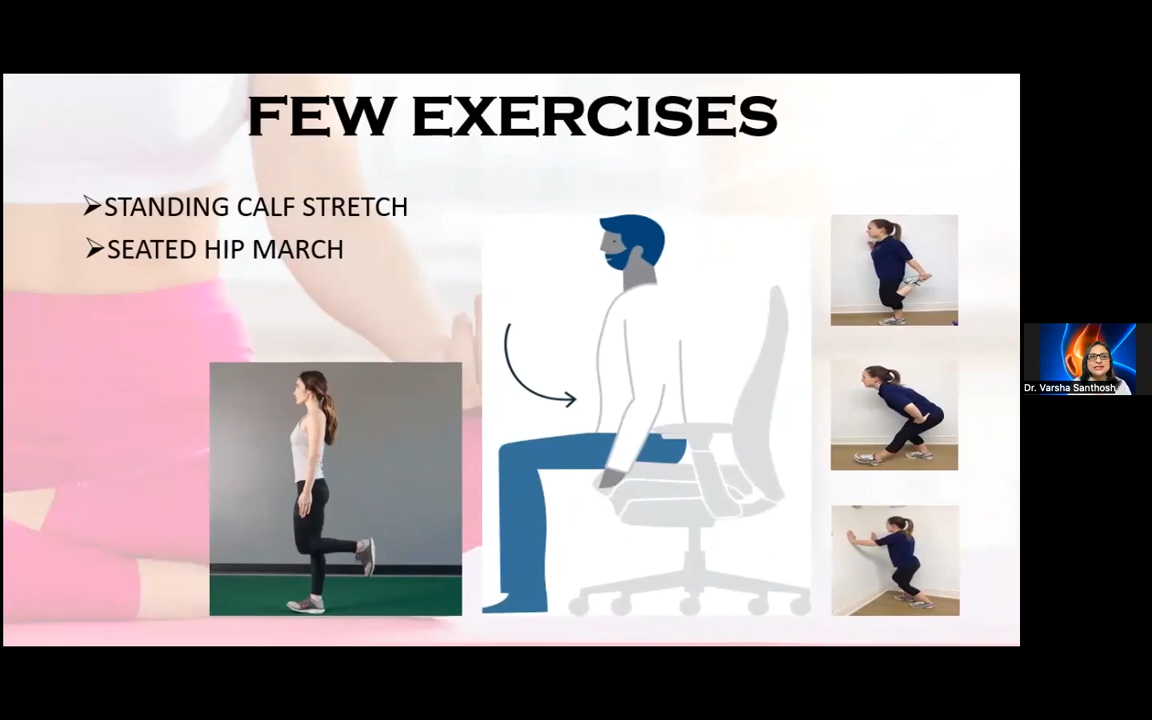 FEW EXERCISES
➢STANDING CALF STRETCH
➢SEATED HIP MARCH
Dr. Varsha Santhosh